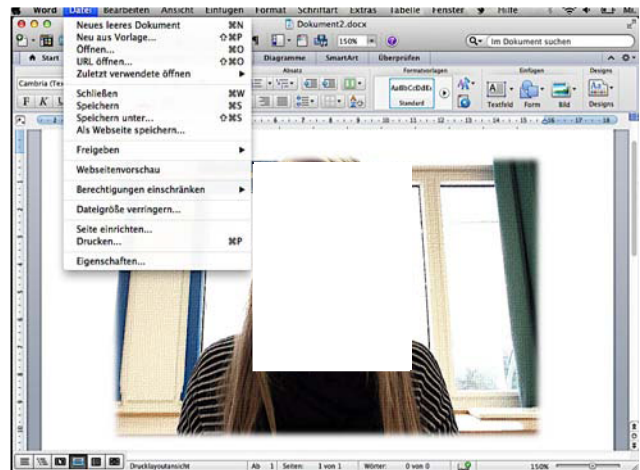 Word Datei Bearbeiten Ansicht Einfügen Format Schriftart Extras Tabelle Fenster Hilfe
Dokument2.docx
150%
Im Dokument suchen
Start
Diagramme SmartArt Überprüfen
Absatz Formatvorlagen Einfügen Designs
Cambria
AaBbCcDdEe
F K U
Standard Textfeld Form Bild Designs
Neues leeres Dokument ⌘N
Neu aus Vorlage... ⇧⌘P
Öffnen... ⌘O
URL öffnen... ⇧⌘O
Zuletzt verwendete öffnen
Schließen ⌘W
Speichern ⌘S
Speichern unter... ⇧⌘S
Als Webseite speichern...
Freigeben
Webseitenvorschau
Berechtigungen einschränken
Dateigröße verringern...
Seite einrichten...
Drucken... ⌘P
Eigenschaften...
Drucklayoutansicht Ab 1 Seiten: 1 von 1 Wörter: 0 von 0 150%